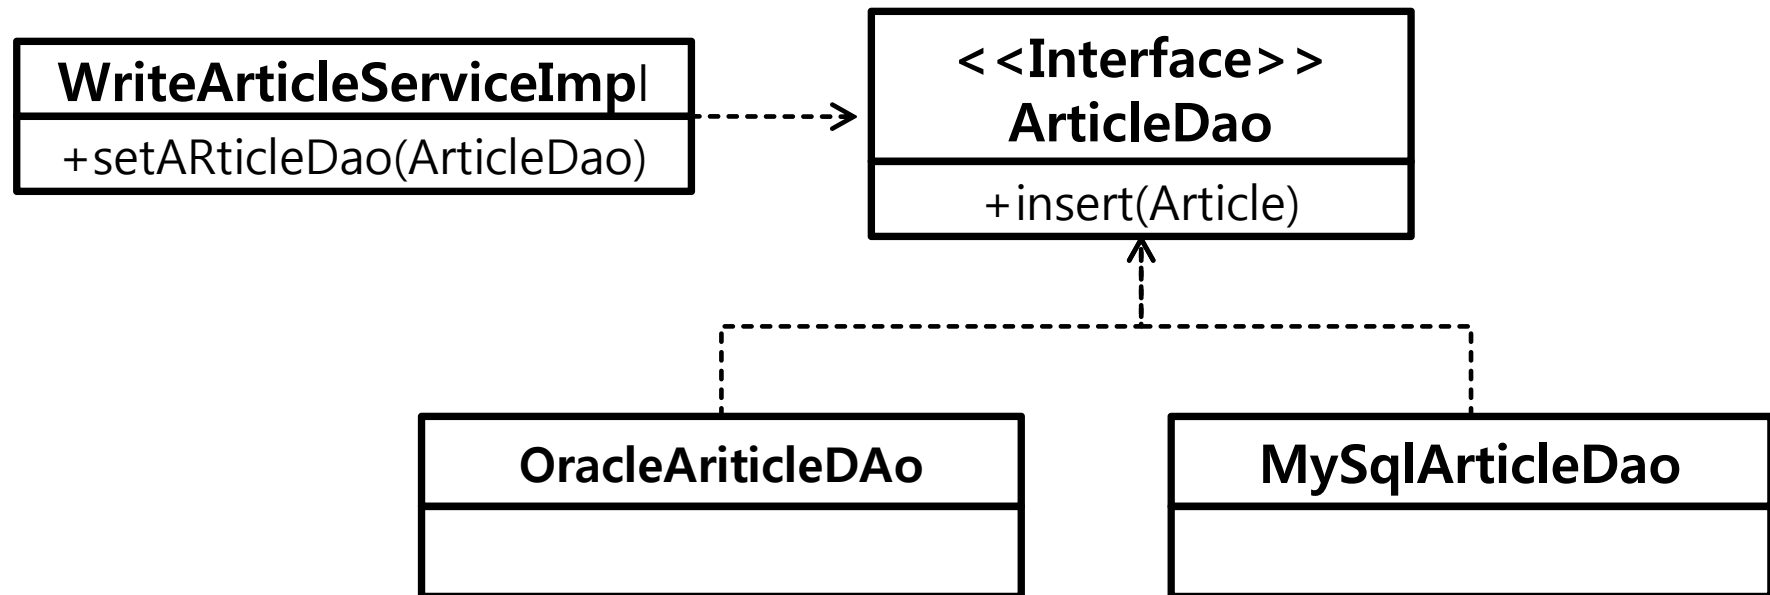 WriteArticleServiceImpl
+setARticleDao(ArticleDao)
<<Interface>>
ArticleDao
+insert(Article)
OracleAriticleDAo
MySqlArticleDao